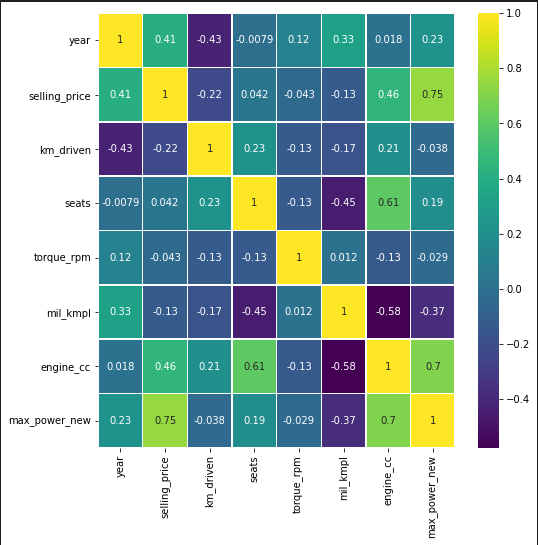 year 1 0.41 -0.43 -0.0079 0.12 0.33 0.018 0.23
selling_price 0.41 1 -0.22 0.042 -0.043 -0.13 0.46 0.75
km_driven -0.43 -0.22 1 0.23 -0.13 -0.17 0.21 -0.038
seats -0.0079 0.042 0.23 1 -0.13 -0.45 0.61 0.19
torque_rpm 0.12 -0.043 -0.13 -0.13 1 0.012 -0.13 -0.029
mil_kmpl 0.33 -0.13 -0.17 -0.45 0.012 1 -0.58 -0.37
engine_cc 0.018 0.46 0.21 0.61 -0.13 -0.58 1 0.7
max_power_new 0.23 0.75 -0.038 0.19 -0.029 -0.37 0.7 1
year
selling_price
km_driven
seats
torque_rpm
mil_kmpl
engine_cc
max_power_new
1.0
0.8
0.6
0.4
0.2
0.0
−0.2
−0.4